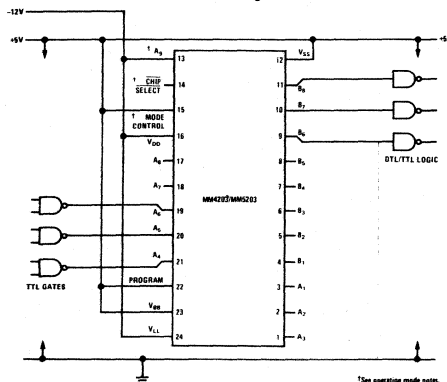 -12V
+5V
+5
† A9
13
12
VSS
† CHIP SELECT
14
11
B8
† MODE CONTROL
15
10
B7
VDD
16
9
B6
DTL/TTL LOGIC
A8
17
8
B5
A7
18
MM4203/MM5203
7
B4
A6
19
6
B3
A5
20
5
B2
A4
21
4
B1
TTL GATES
PROGRAM
22
3
A1
VBB
23
2
A2
VLL
24
1
A3
†See operating mode notes